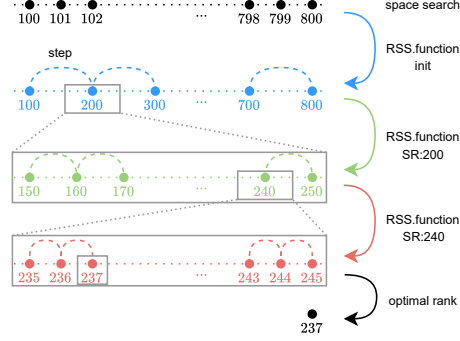 space search
100 101 102 ... 798 799 800
RSS.function
init
step
100 200 300 ... 700 800
RSS.function
SR:200
150 160 170 ... 240 250
RSS.function
SR:240
235 236 237 ... 243 244 245
optimal rank
237